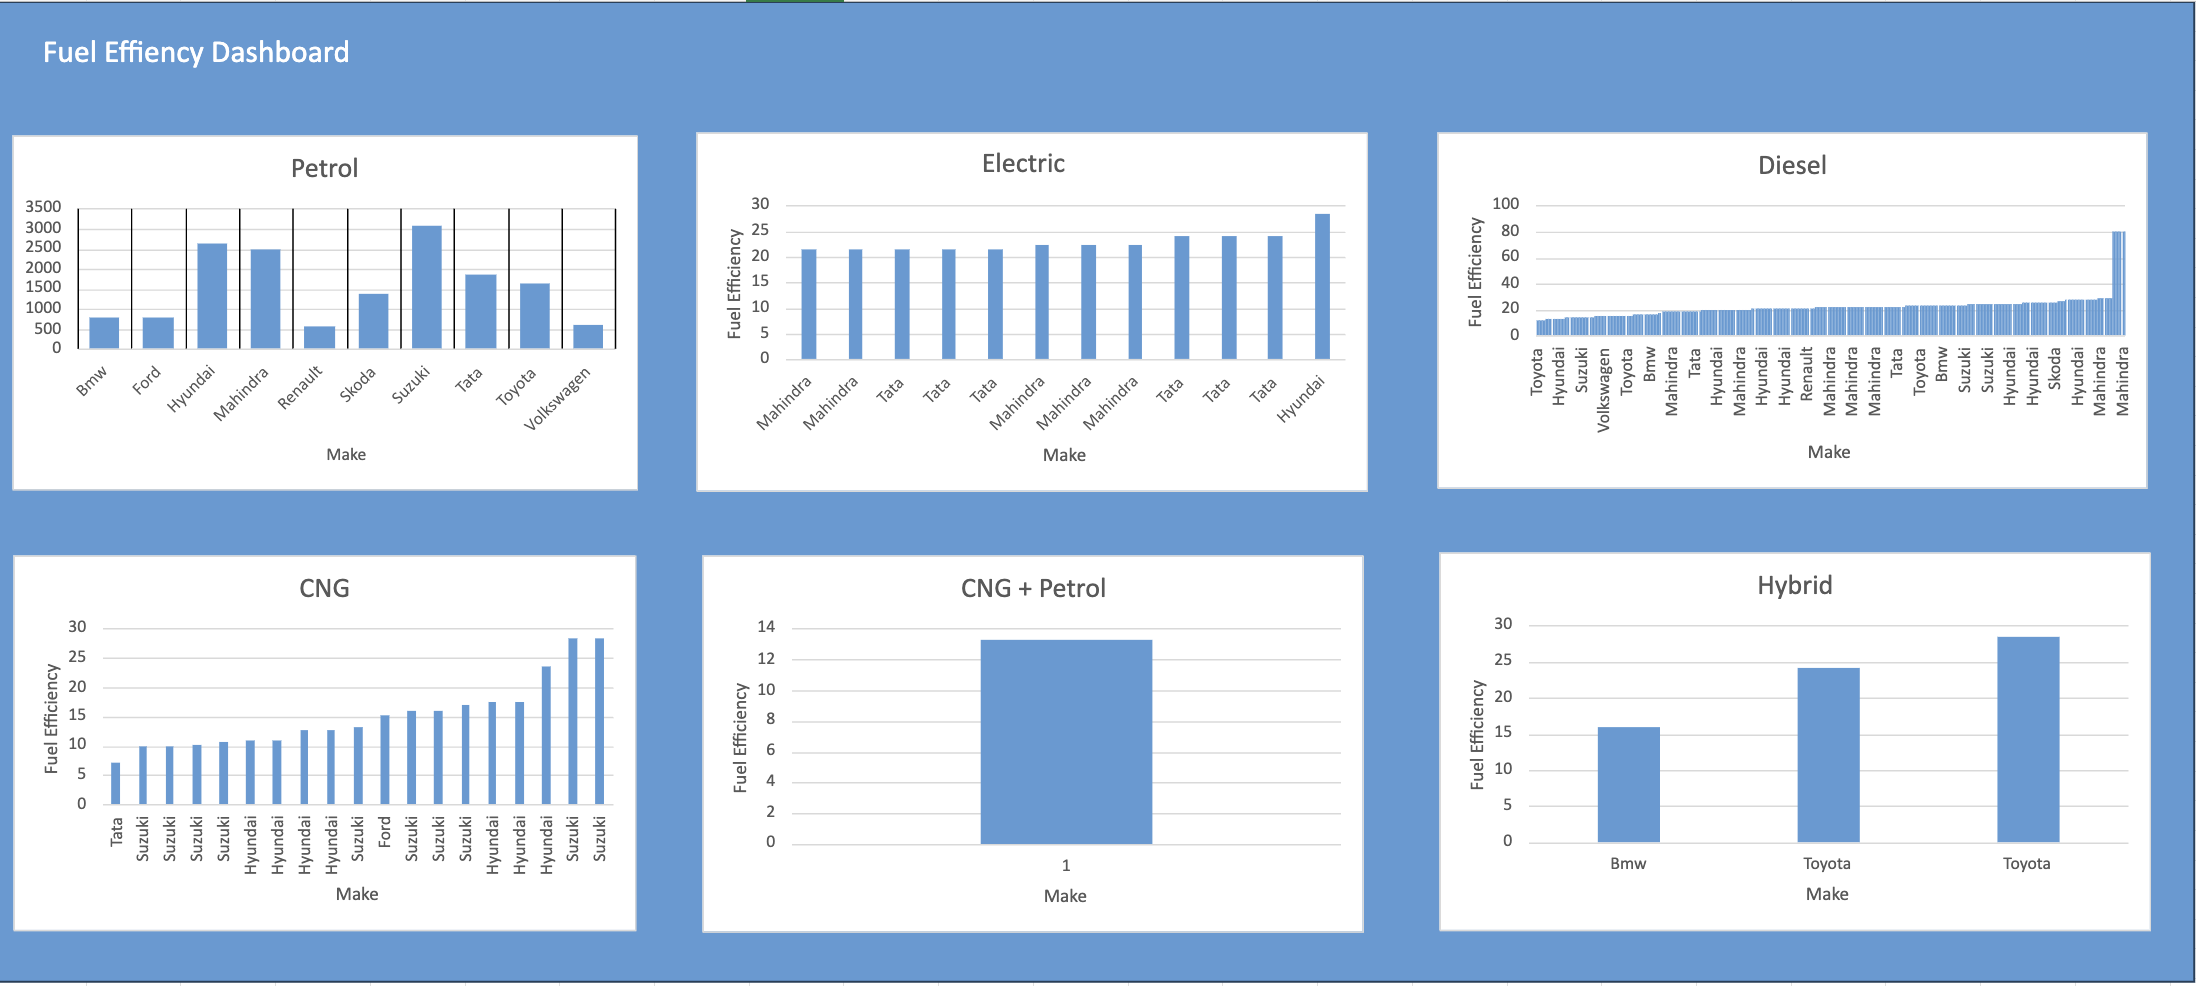 Fuel Effiency Dashboard
Petrol
3500
3000
2500
2000
1500
1000
500
0
Bmw
Ford
Hyundai
Mahindra
Renault
Skoda
Suzuki
Tata
Toyota
Volkswagen
Make
Electric
Fuel Efficiency
30
25
20
15
10
5
0
Mahindra
Mahindra
Tata
Tata
Tata
Mahindra
Mahindra
Mahindra
Tata
Tata
Tata
Hyundai
Make
Diesel
Fuel Efficiency
100
80
60
40
20
0
Toyota
Hyundai
Suzuki
Volkswagen
Toyota
Bmw
Mahindra
Tata
Hyundai
Mahindra
Hyundai
Hyundai
Renault
Mahindra
Mahindra
Mahindra
Tata
Toyota
Bmw
Suzuki
Suzuki
Hyundai
Hyundai
Skoda
Hyundai
Mahindra
Mahindra
Make
CNG
Fuel Efficiency
30
25
20
15
10
5
0
Tata
Suzuki
Suzuki
Suzuki
Suzuki
Hyundai
Hyundai
Hyundai
Hyundai
Suzuki
Ford
Suzuki
Suzuki
Suzuki
Hyundai
Hyundai
Hyundai
Suzuki
Suzuki
Make
CNG + Petrol
Fuel Efficiency
14
12
10
8
6
4
2
0
1
Make
Hybrid
Fuel Efficiency
30
25
20
15
10
5
0
Bmw
Toyota
Toyota
Make